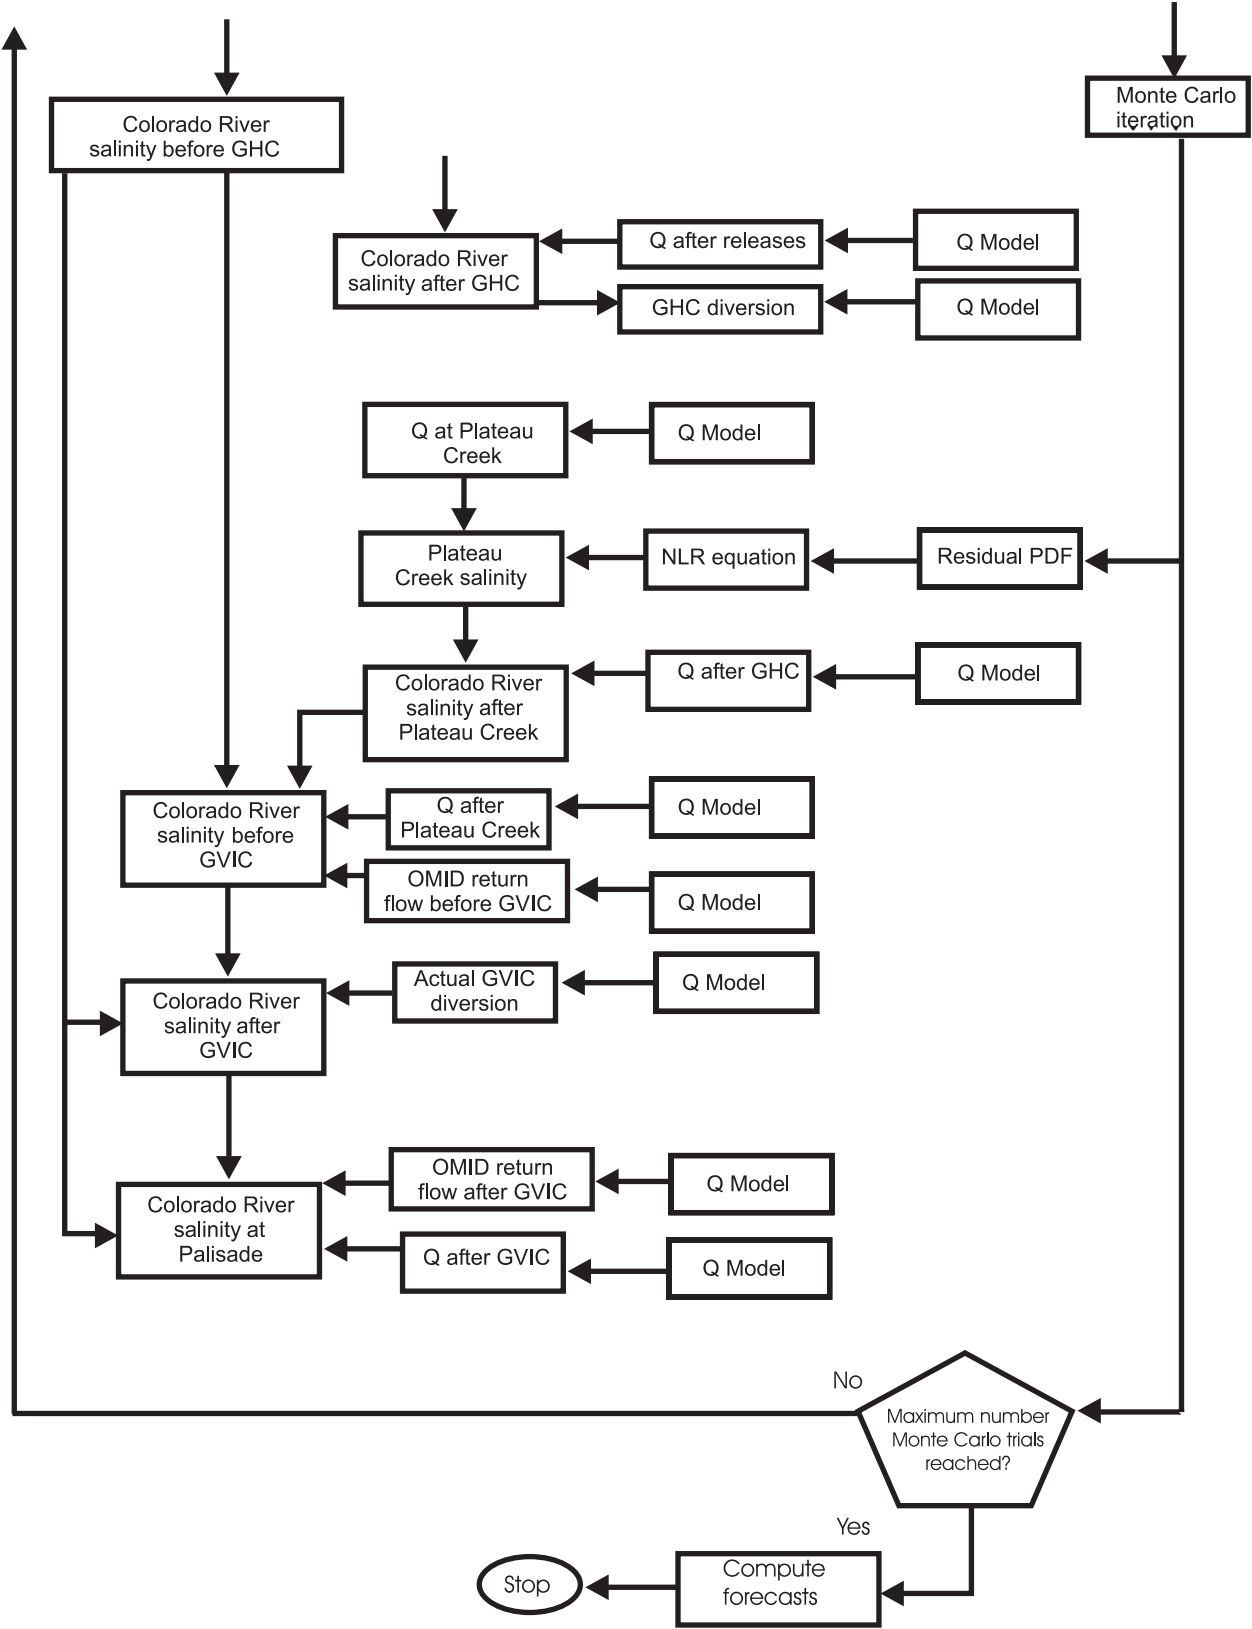 Monte Carlo
iteration
Colorado River
salinity before GHC
Colorado River
salinity after GHC
Q after releases
Q Model
GHC diversion
Q Model
Q at Plateau
Creek
Q Model
Plateau
Creek salinity
NLR equation
Residual PDF
Colorado River
salinity after
Plateau Creek
Q after GHC
Q Model
Colorado River
salinity before
GVIC
Q after
Plateau Creek
Q Model
OMID return
flow before GVIC
Q Model
Colorado River
salinity after
GVIC
Actual GVIC
diversion
Q Model
Colorado River
salinity at
Palisade
OMID return
flow after GVIC
Q Model
Q after GVIC
Q Model
No
Maximum number
Monte Carlo trials
reached?
Yes
Compute
forecasts
Stop